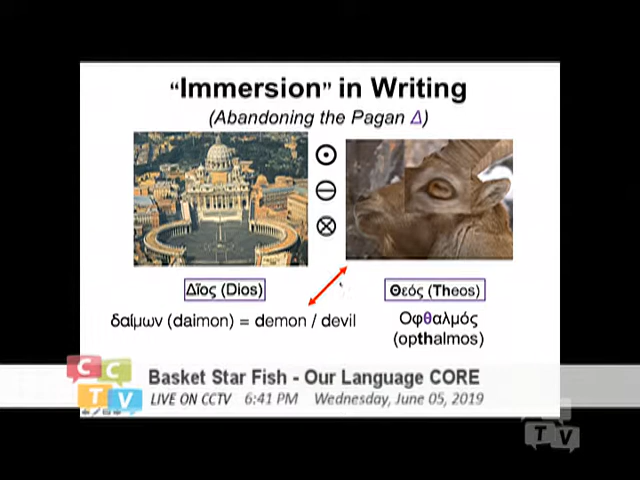 “Immersion” in Writing
(Abandoning the Pagan Δ)
Δῖος (Dios)
Θεός (Theos)
δαίμων (daimon) = demon / devil
Οφθαλμός
(opthalmos)
CC
TV
Basket Star Fish - Our Language CORE
LIVE ON CCTV 6:41 PM Wednesday, June 05, 2019
TV